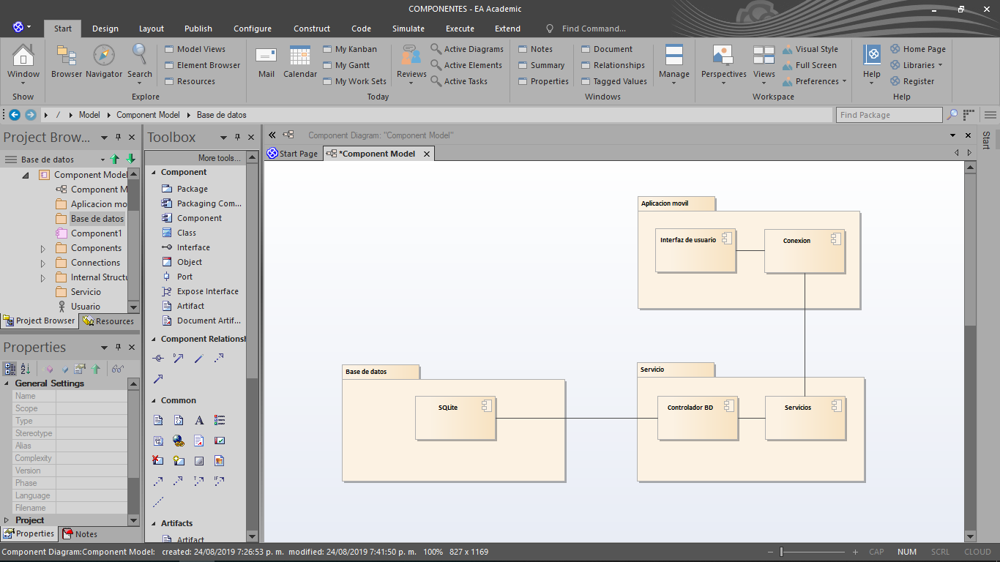 COMPONENTES - EA Academic
Start Design Layout Publish Configure Construct Code Simulate Execute Extend Find Command...
Window
Show
Browser Navigator Search
Model Views
Element Browser
Resources
Explore
Mail Calendar
My Kanban
My Gantt
My Work Sets
Today
Reviews
Active Diagrams
Active Elements
Active Tasks
Notes
Summary
Properties
Document
Relationships
Tagged Values
Windows
Manage
Perspectives Views
Visual Style
Full Screen
Preferences
Workspace
Help
Home Page
Libraries
Register
Help
/ Model Component Model Base de datos
Find Package
Project Brow...
Base de datos
Component Model
Component M
Aplicacion mo
Base de datos
Component1
Components
Connections
Internal Structu
Servicio
Usuario
Project Browser Resources
Properties
General Settings
Name
Scope
Type
Stereotype
Alias
Complexity
Version
Phase
Language
Filename
Project
Properties Notes
Toolbox
More tools...
Component
Package
Packaging Com...
Component
Class
Interface
Object
Port
Expose Interface
Artifact
Document Artif...
Component Relationsh
Common
Artifacts
Artifact
Component Diagram: "Component Model"
Start Page *Component Model
Start
Aplicacion movil
Interfaz de usuario
Conexion
Base de datos
SQLite
Servicio
Controlador BD
Servicios
Component Diagram:Component Model: created: 24/08/2019 7:26:53 p. m. modified: 24/08/2019 7:41:50 p. m. 100% 827 x 1169
CAP NUM SCRL CLOUD